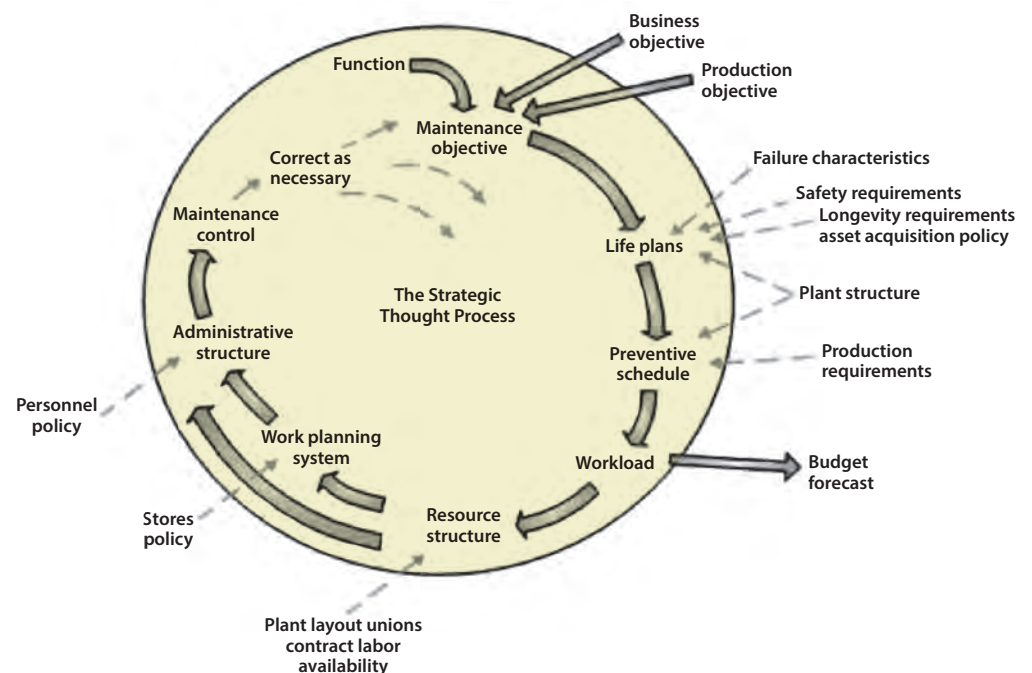 Business
objective
Function
Production
objective
Maintenance
objective
Correct as
necessary
Failure characteristics
Safety requirements
Maintenance
control
Longevity requirements
asset acquisition policy
Life plans
The Strategic
Thought Process
Plant structure
Administrative
structure
Preventive
schedule
Production
requirements
Personnel
policy
Work planning
system
Workload
Budget
forecast
Stores
policy
Resource
structure
Plant layout unions
contract labor
availability